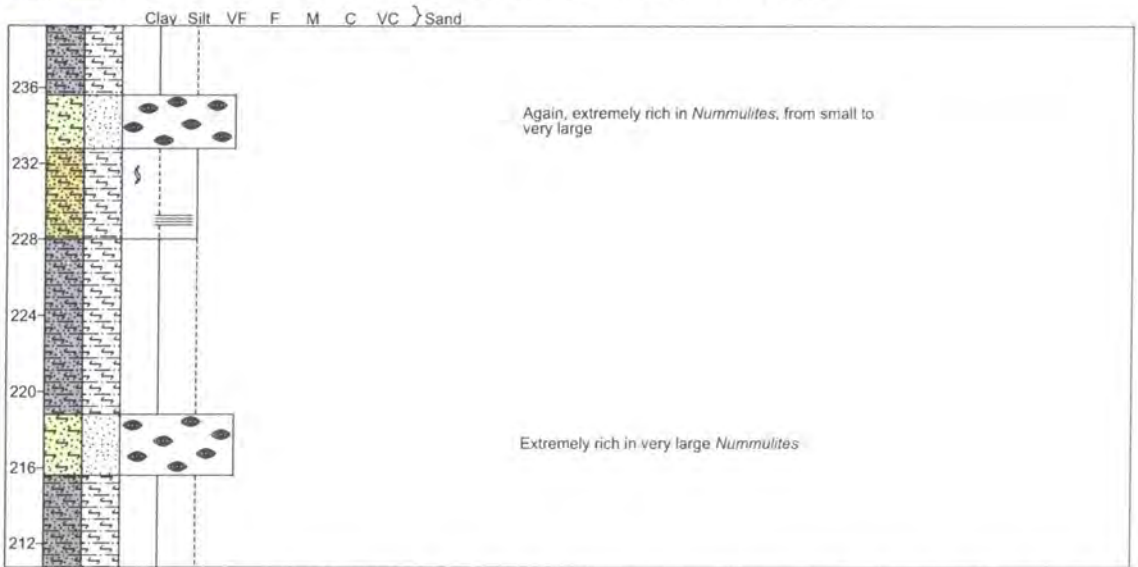 Clay Silt VF F M C VC }Sand
236
Again, extremely rich in Nummulites, from small to
very large
232
228
224
220
Extremely rich in very large Nummulites
216
212